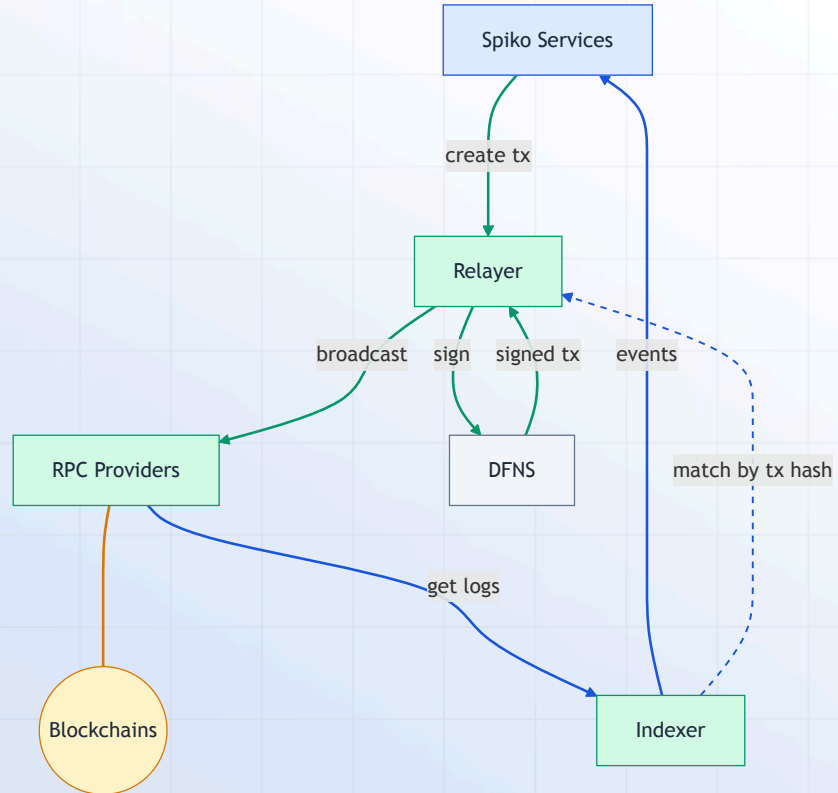 Spiko Services
create tx
Relayer
broadcast
sign
signed tx
events
RPC Providers
DFNS
match by tx hash
get logs
Blockchains
Indexer